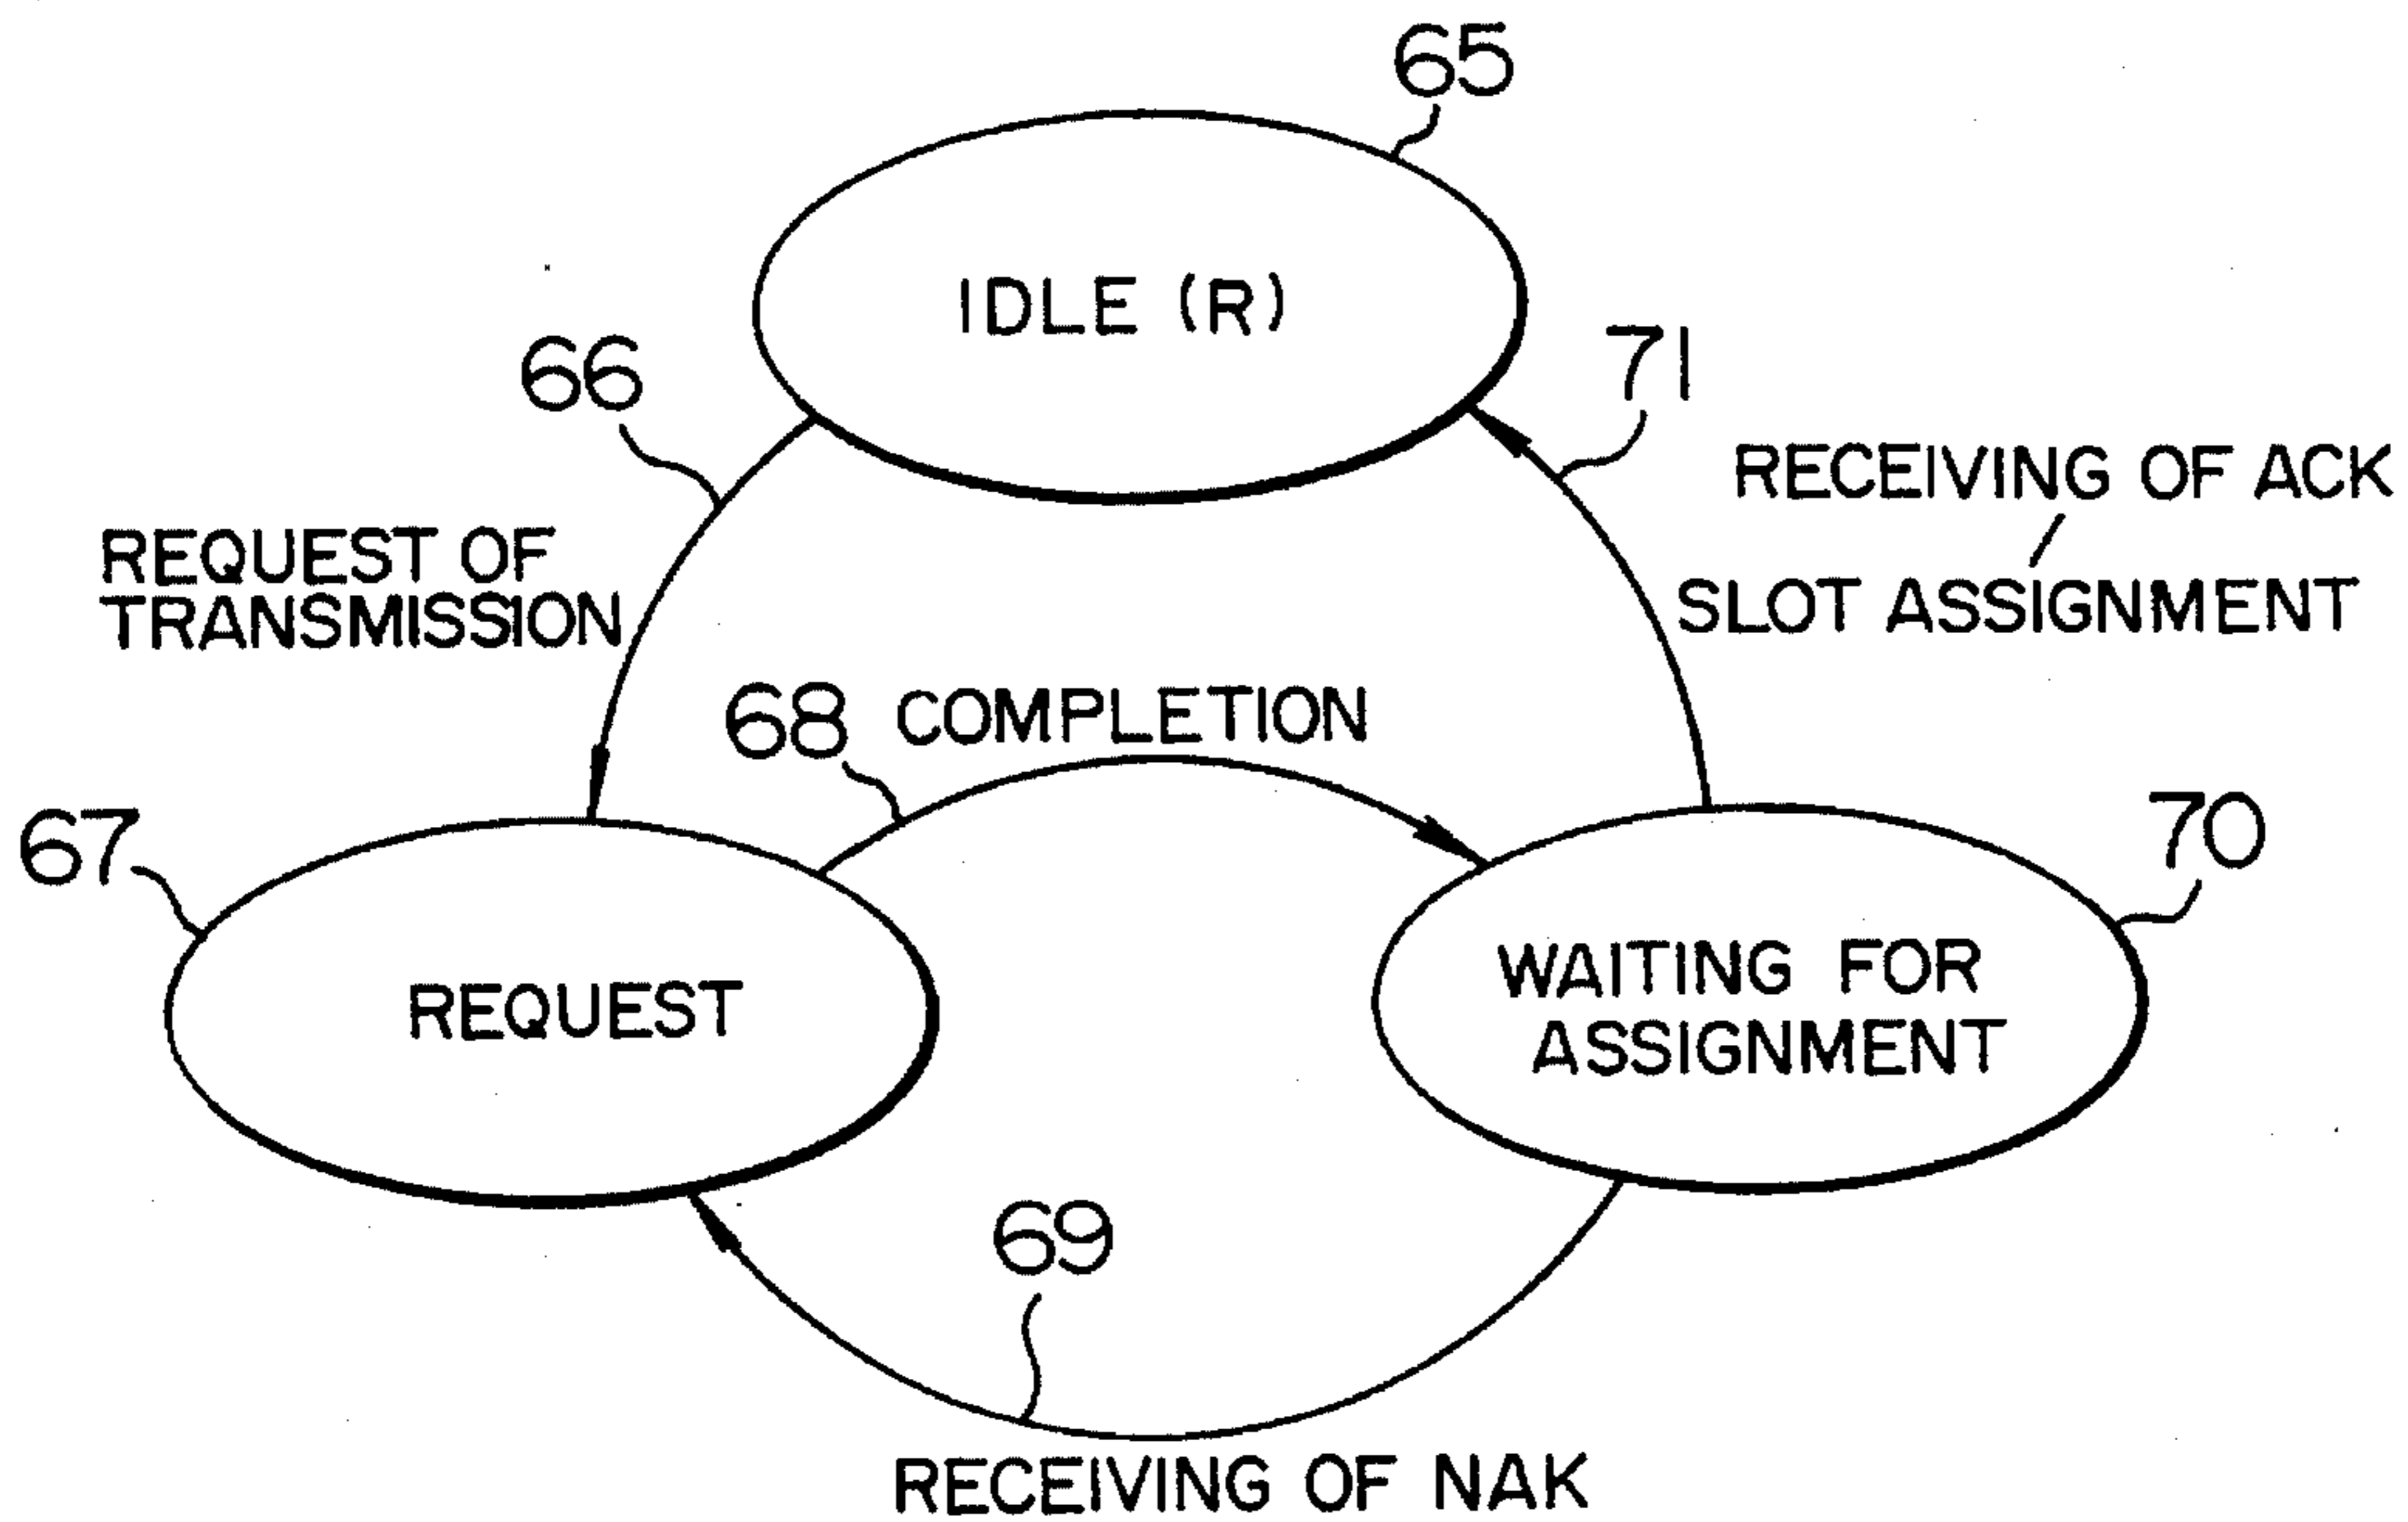 65
IDLE (R)
66
71
RECEIVING OF ACK
/
SLOT ASSIGNMENT
REQUEST OF
TRANSMISSION
68 COMPLETION
67
70
REQUEST
WAITING FOR
ASSIGNMENT
69
RECEIVING OF NAK